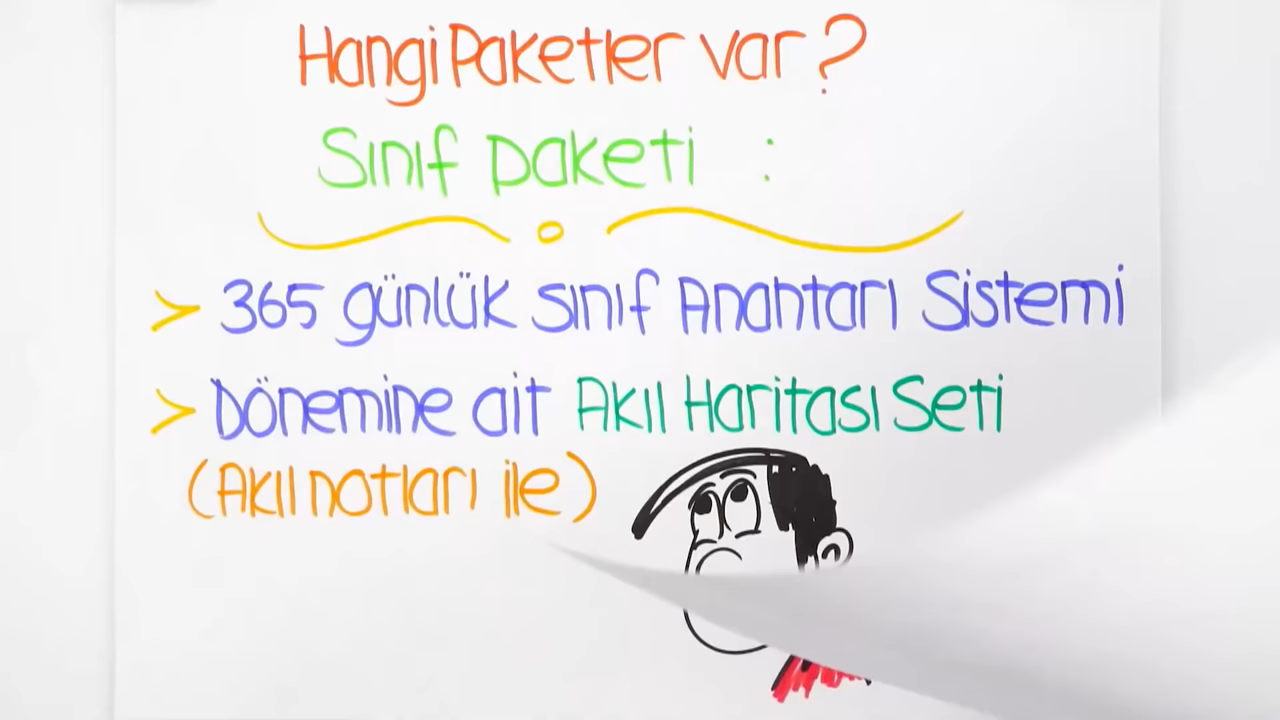 Hangi Paketler var?
Sınıf paketi :
> 365 günlük sınıf Anahtarı Sistemi
> Dönemine ait Akıl Haritası Seti
(Akıl notları ile)